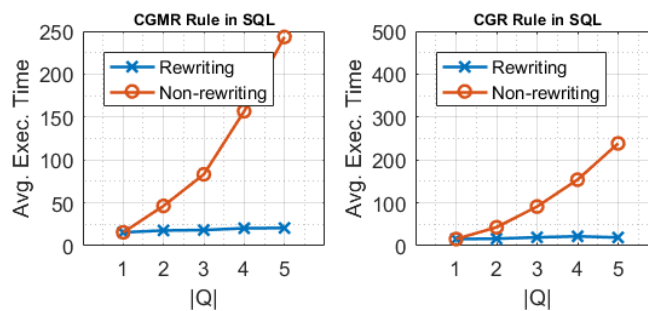 CGMR Rule in SQL
250
200
150
100
50
0
Avg. Exec. Time
Rewriting
Non-rewriting
1 2 3 4 5
|Q|
CGR Rule in SQL
500
400
300
200
100
0
Avg. Exec. Time
Rewriting
Non-rewriting
1 2 3 4 5
|Q|